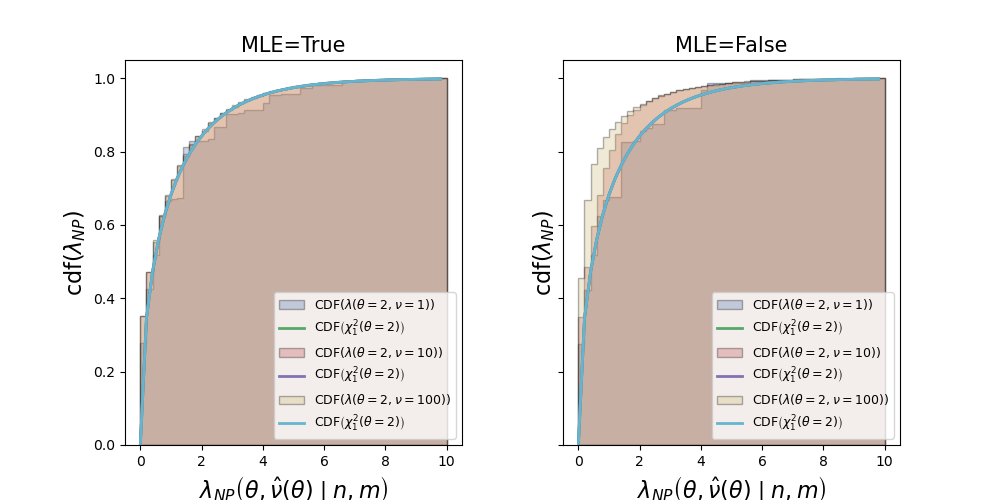 MLE=True
cdf(λ_NP)
1.0
0.8
0.6
0.4
0.2
0.0
0 2 4 6 8 10
λ_NP(θ, ν̂(θ) | n, m)
CDF(λ(θ = 2, ν = 1))
CDF(χ²₁(θ = 2))
CDF(λ(θ = 2, ν = 10))
CDF(χ²₁(θ = 2))
CDF(λ(θ = 2, ν = 100))
CDF(χ²₁(θ = 2))
MLE=False
cdf(λ_NP)
0 2 4 6 8 10
λ_NP(θ, ν̂(θ) | n, m)
CDF(λ(θ = 2, ν = 1))
CDF(χ²₁(θ = 2))
CDF(λ(θ = 2, ν = 10))
CDF(χ²₁(θ = 2))
CDF(λ(θ = 2, ν = 100))
CDF(χ²₁(θ = 2))